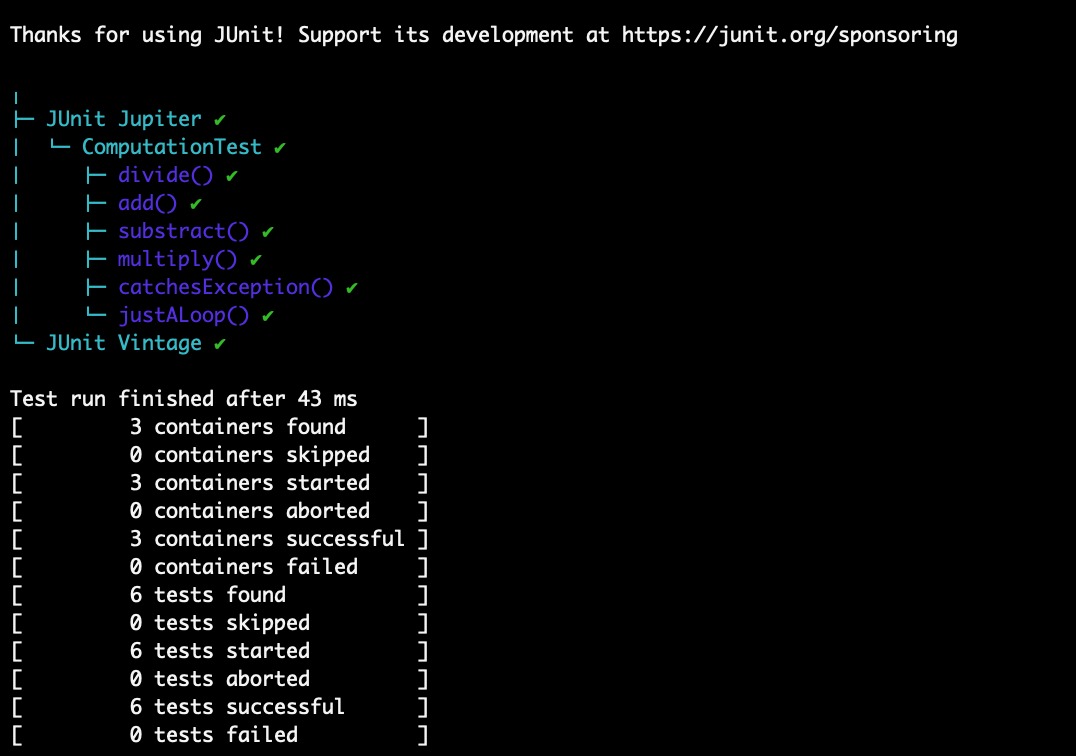 Thanks for using JUnit! Support its development at https://junit.org/sponsoring
╷
├─ JUnit Jupiter ✔
│  └─ ComputationTest ✔
│     ├─ divide() ✔
│     ├─ add() ✔
│     ├─ substract() ✔
│     ├─ multiply() ✔
│     ├─ catchesException() ✔
│     └─ justALoop() ✔
└─ JUnit Vintage ✔
Test run finished after 43 ms
[         3 containers found      ]
[         0 containers skipped    ]
[         3 containers started    ]
[         0 containers aborted    ]
[         3 containers successful ]
[         0 containers failed     ]
[         6 tests found           ]
[         0 tests skipped         ]
[         6 tests started         ]
[         0 tests aborted         ]
[         6 tests successful      ]
[         0 tests failed          ]